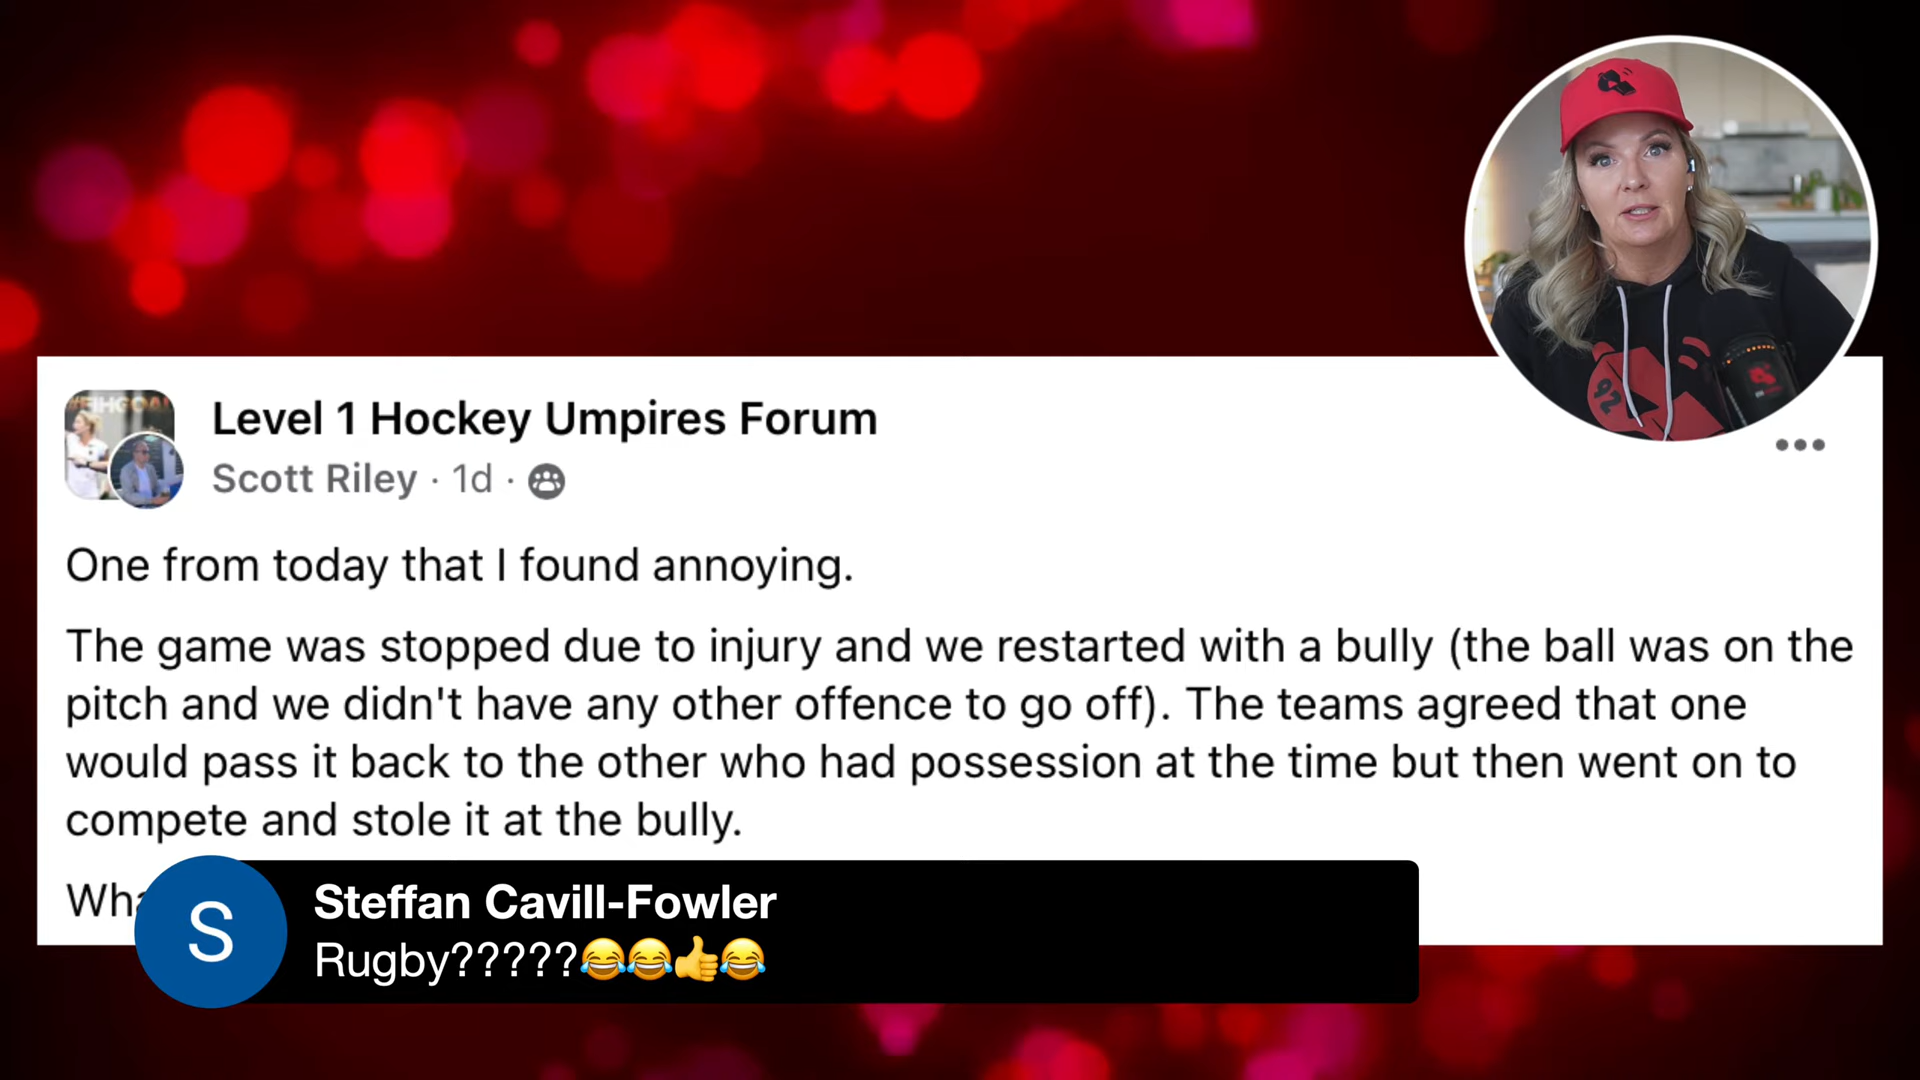 Level 1 Hockey Umpires Forum
Scott Riley · 1d ·
One from today that I found annoying.
The game was stopped due to injury and we restarted with a bully (the ball was on the
pitch and we didn't have any other offence to go off). The teams agreed that one
would pass it back to the other who had possession at the time but then went on to
compete and stole it at the bully.
S
Steffan Cavill-Fowler
Rugby?????😂😂👍😂
92